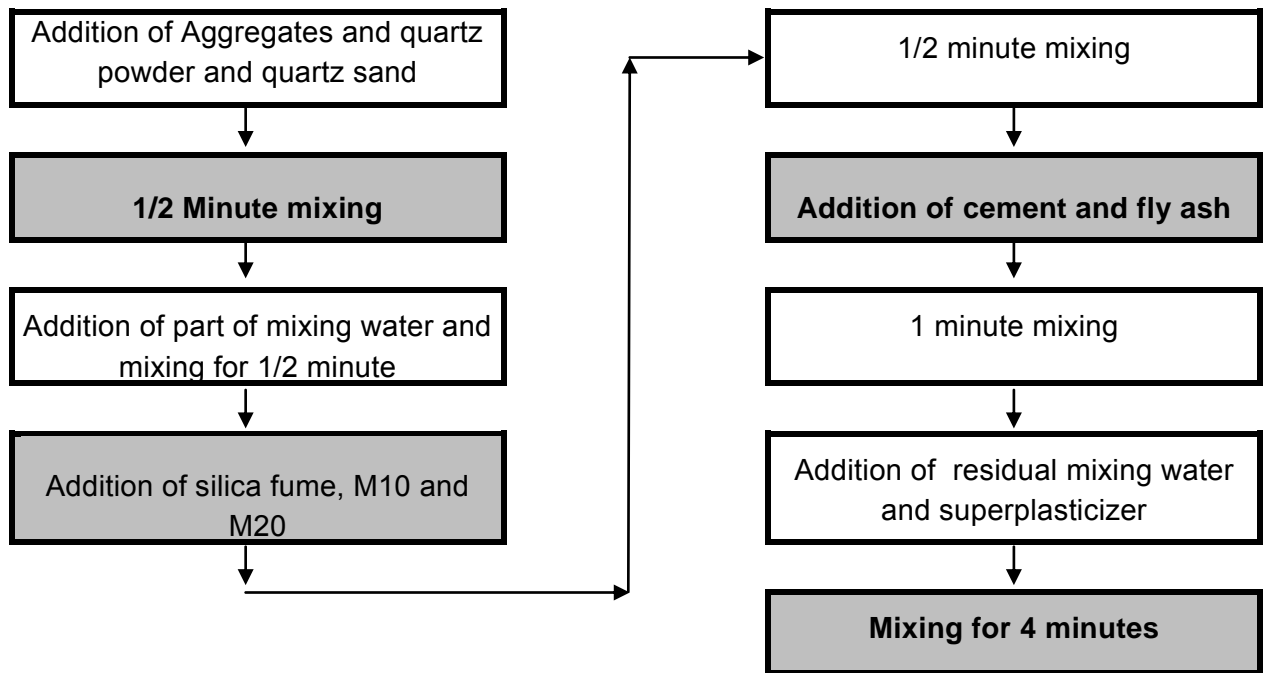 Addition of Aggregates and quartz
powder and quartz sand
1/2 Minute mixing
Addition of part of mixing water and
mixing for 1/2 minute
Addition of silica fume, M10 and
M20
1/2 minute mixing
Addition of cement and fly ash
1 minute mixing
Addition of residual mixing water
and superplasticizer
Mixing for 4 minutes